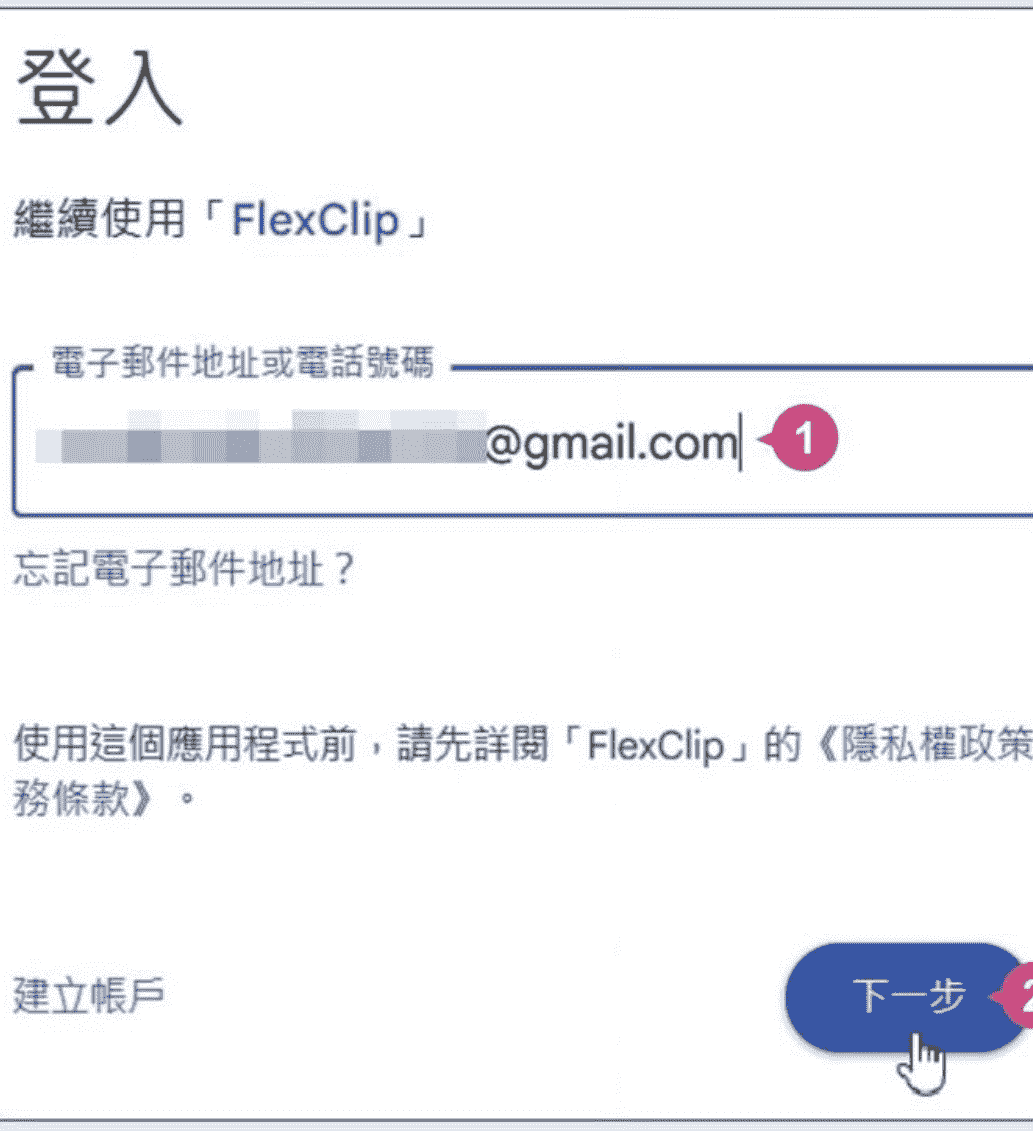 登入
繼續使用「FlexClip」
電子郵件地址或電話號碼
@gmail.com
1
忘記電子郵件地址？
使用這個應用程式前，請先詳閱「FlexClip」的《隱私權政策
務條款》。
建立帳戶
下一步
2